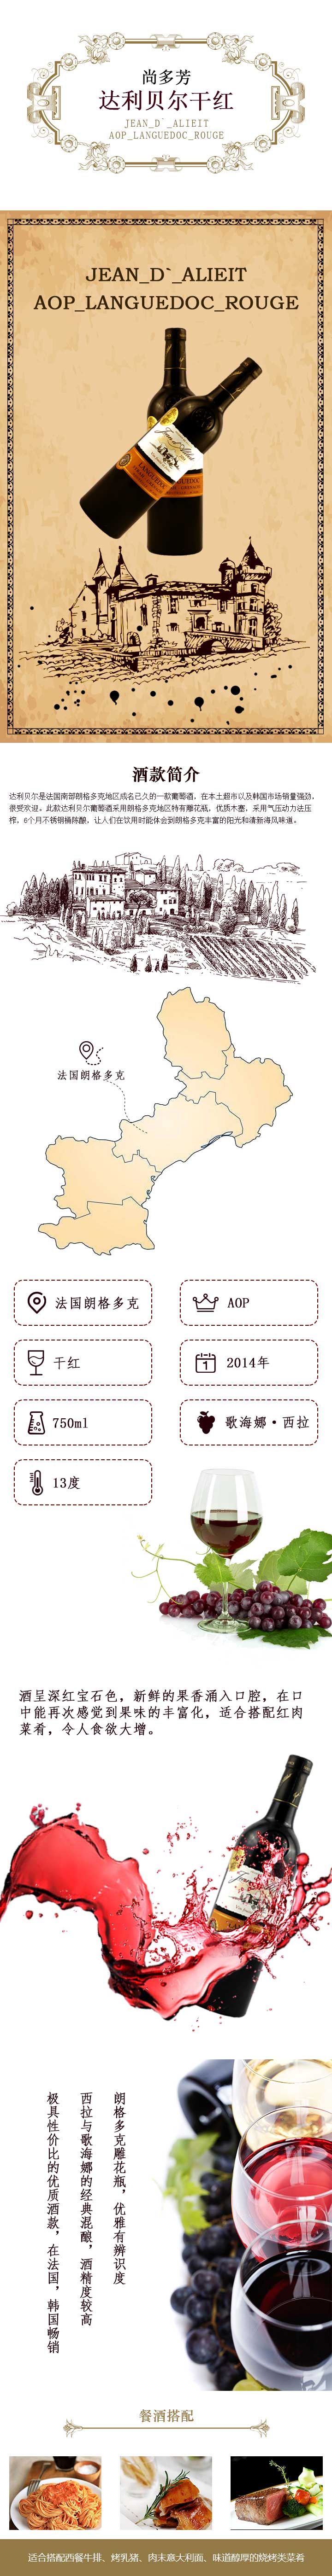 尚多芳
达利贝尔干红
JEAN_D`_ALIEIT
AOP_LANGUEDOC_ROUGE
JEAN_D`_ALIEIT
AOP_LANGUEDOC_ROUGE
LANGUEDOC
酒款简介
达利贝尔是法国南部朗格多克地区成名已久的一款葡萄酒，在本土超市以及韩国市场销量强劲，
很受欢迎。此款达利贝尔葡萄酒采用朗格多克地区特有雕花瓶，优质木塞，采用气压动力法压
榨，6个月不锈钢桶陈酿，让人们在饮用时能体会到朗格多克丰富的阳光和清新海风味道。
法国朗格多克
法国朗格多克
AOP
干红
2014年
750ml
歌海娜·西拉
13度
酒呈深红宝石色，新鲜的果香涌入口腔，在口
中能再次感觉到果味的丰富化，适合搭配红肉
菜肴，令人食欲大增。
朗格多克雕花瓶，优雅有辨识度
西拉与歌海娜的经典混酿，酒精度较高
极具性价比的优质酒款，在法国，韩国畅销
餐酒搭配
适合搭配西餐牛排、烤乳猪、肉末意大利面、味道醇厚的烧烤类菜肴